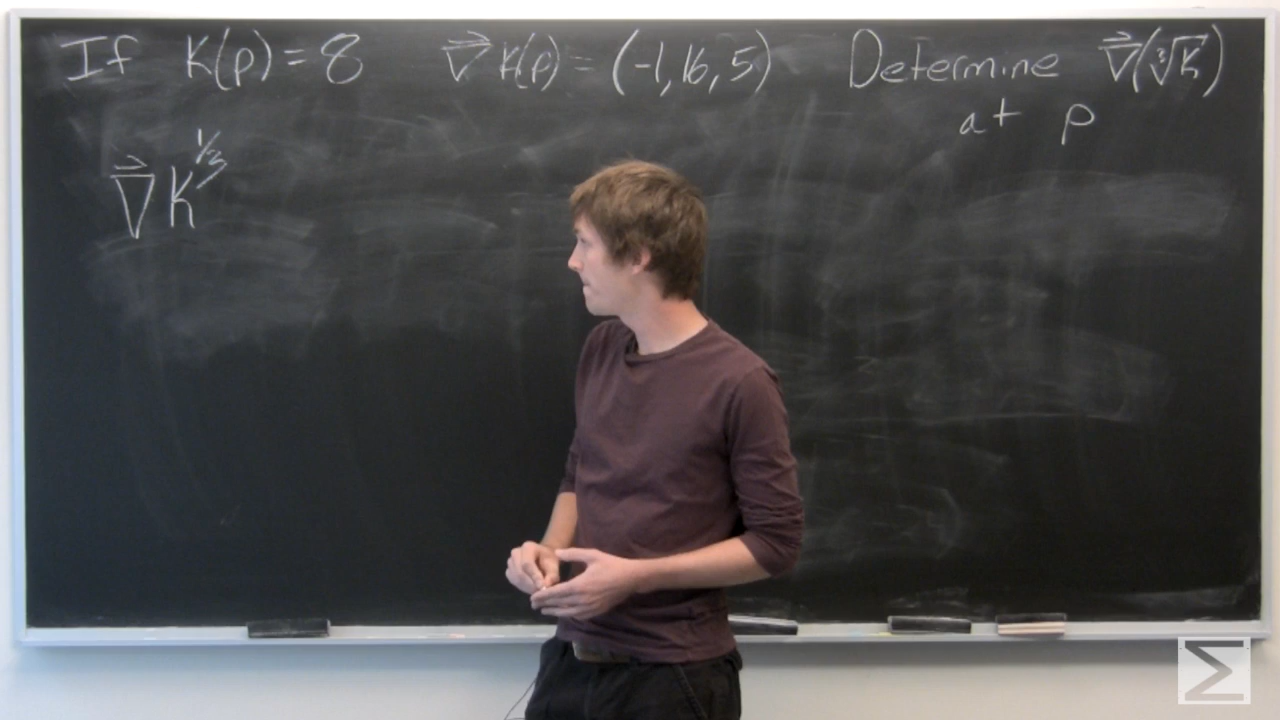 If K(p) = 8 ∇⃗ K(p) = (-1, 16, 5) Determine ∇⃗(∛K)
at p
∇⃗ K^{1/3}
Σ